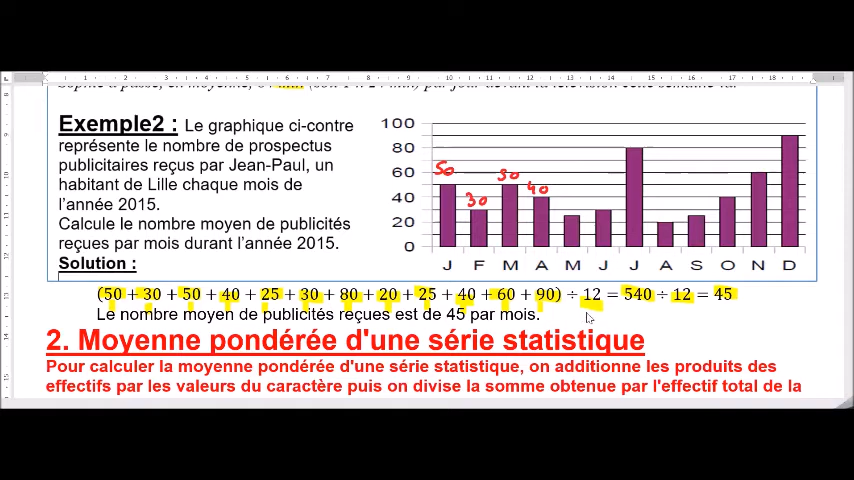 Exemple2 : Le graphique ci-contre
représente le nombre de prospectus
publicitaires reçus par Jean-Paul, un
habitant de Lille chaque mois de
l'année 2015.
Calcule le nombre moyen de publicités
reçues par mois durant l'année 2015.
Solution :
100
80
60
40
20
0
50
30
50
40
J F M A M J J A S O N D
(50 + 30 + 50 + 40 + 25 + 30 + 80 + 20 + 25 + 40 + 60 + 90) ÷ 12 = 540 ÷ 12 = 45
Le nombre moyen de publicités reçues est de 45 par mois.
2. Moyenne pondérée d'une série statistique
Pour calculer la moyenne pondérée d'une série statistique, on additionne les produits des
effectifs par les valeurs du caractère puis on divise la somme obtenue par l'effectif total de la